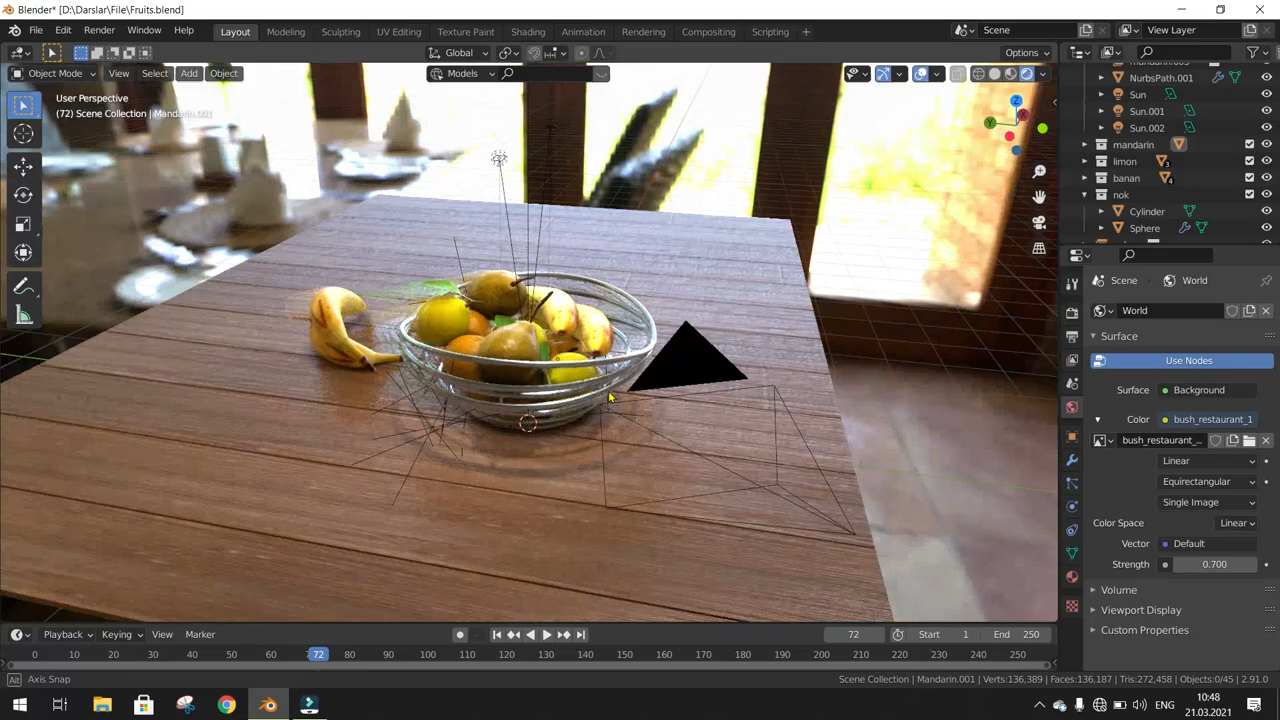 Blender* [D:\Darslar\File\Fruits.blend]
File Edit Render Window Help Layout Modeling Sculpting UV Editing Texture Paint Shading Animation Rendering Compositing Scripting + Scene View Layer
Global Options
Object Mode View Select Add Object Models
User Perspective
(72) Scene Collection | Mandarin.001
Z
Y
X
NurbsPath.001
Sun
Sun.001
Sun.002
mandarin
limon 3
banan 4
nok
Cylinder
Sphere
Scene World
World
Surface
Use Nodes
Surface: Background
Color bush_restaurant_1
bush_restaurant_...
Linear
Equirectangular
Single Image
Color Space Linear
Vector Default
Strength 0.700
Volume
Viewport Display
Custom Properties
Playback Keying View Marker 72 Start 1 End 250
0 10 20 30 40 50 60 72 80 90 100 110 120 130 140 150 160 170 180 190 200 210 220 230 240 250
Alt Axis Snap Scene Collection | Mandarin.001 | Verts:136,389 | Faces:136,187 | Tris:272,458 | Objects:0/45 | 2.91.0
ENG
10:48
21.03.2021